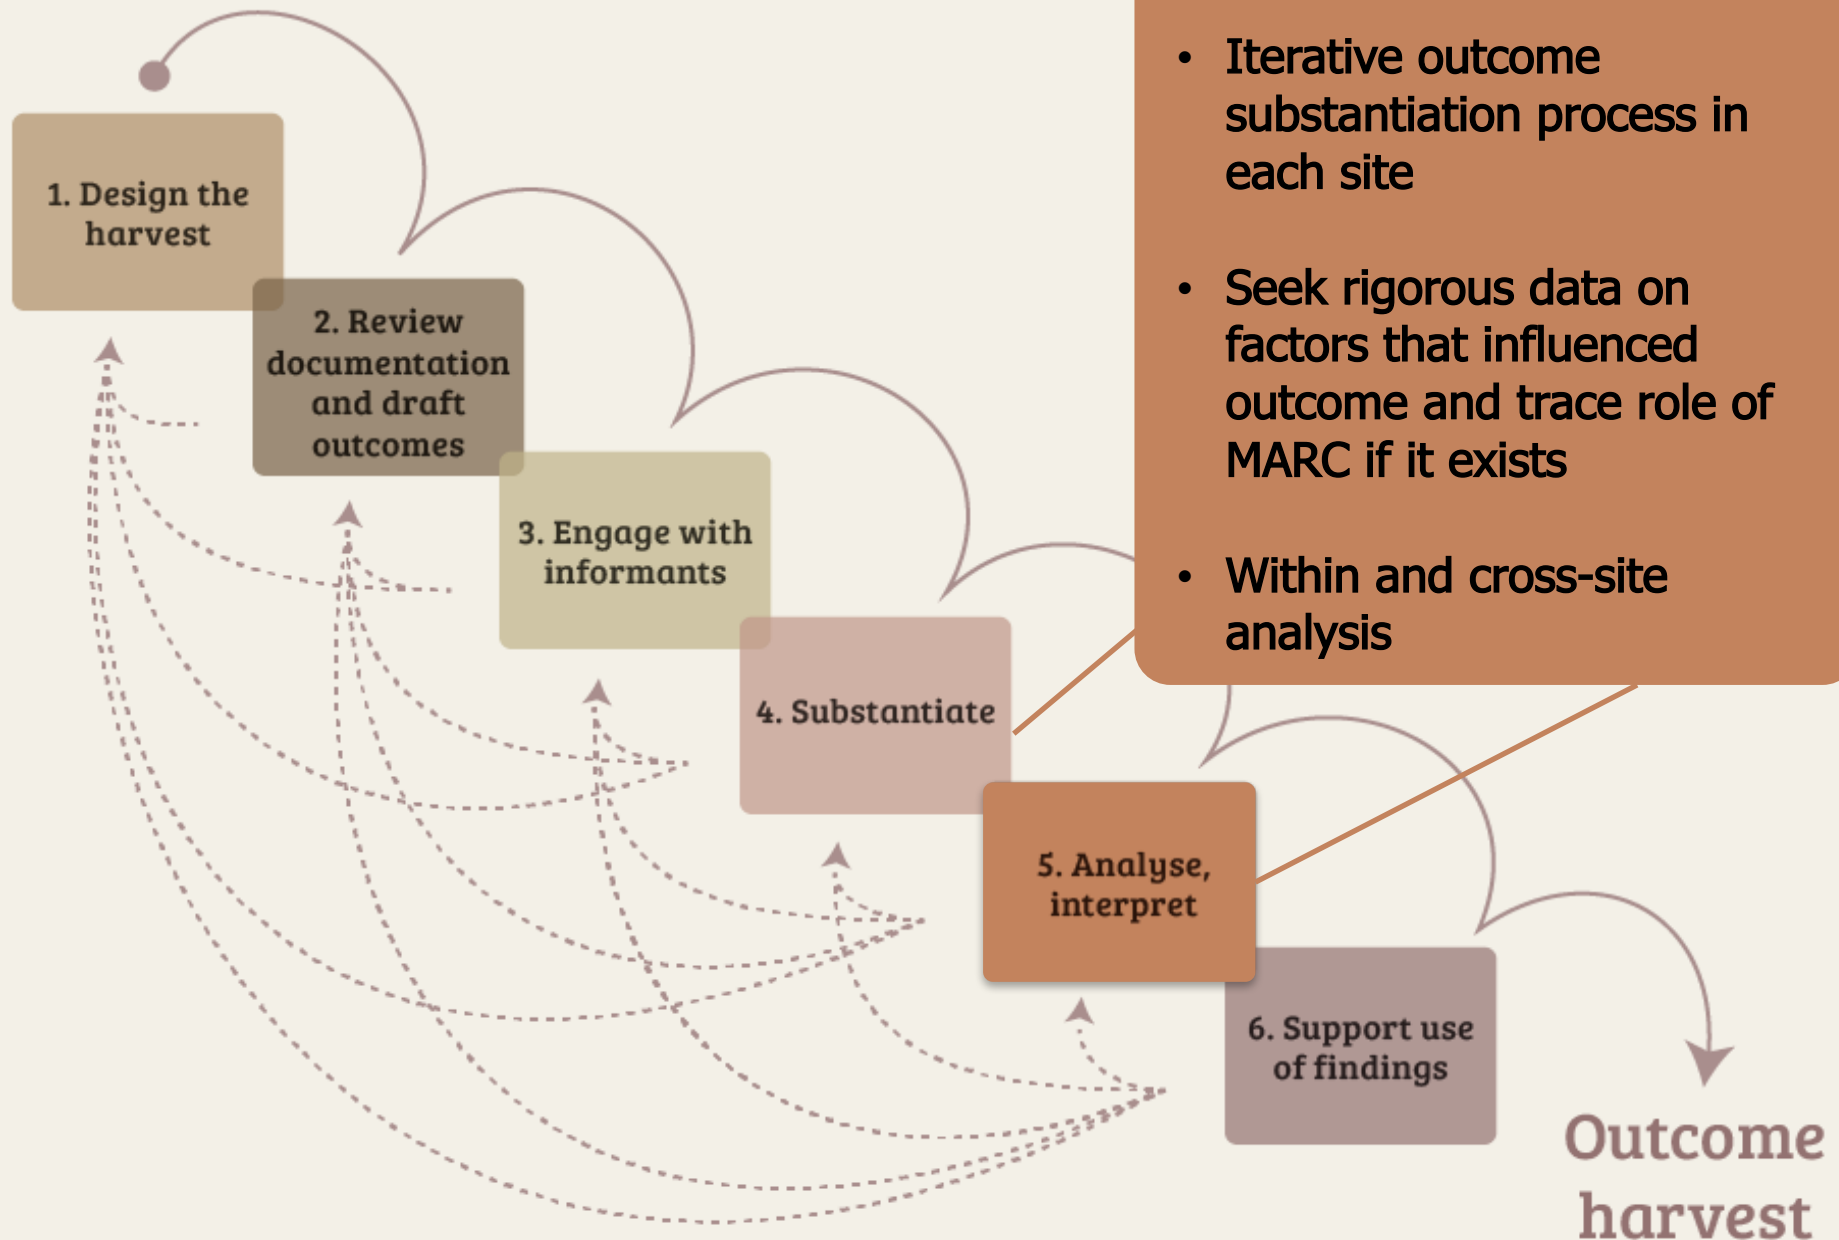 1. Design the
harvest
2. Review
documentation
and draft
outcomes
3. Engage with
informants
4. Substantiate
5. Analyse,
interpret
6. Support use
of findings
Outcome
harvest
• Iterative outcome
substantiation process in
each site
• Seek rigorous data on
factors that influenced
outcome and trace role of
MARC if it exists
• Within and cross-site
analysis